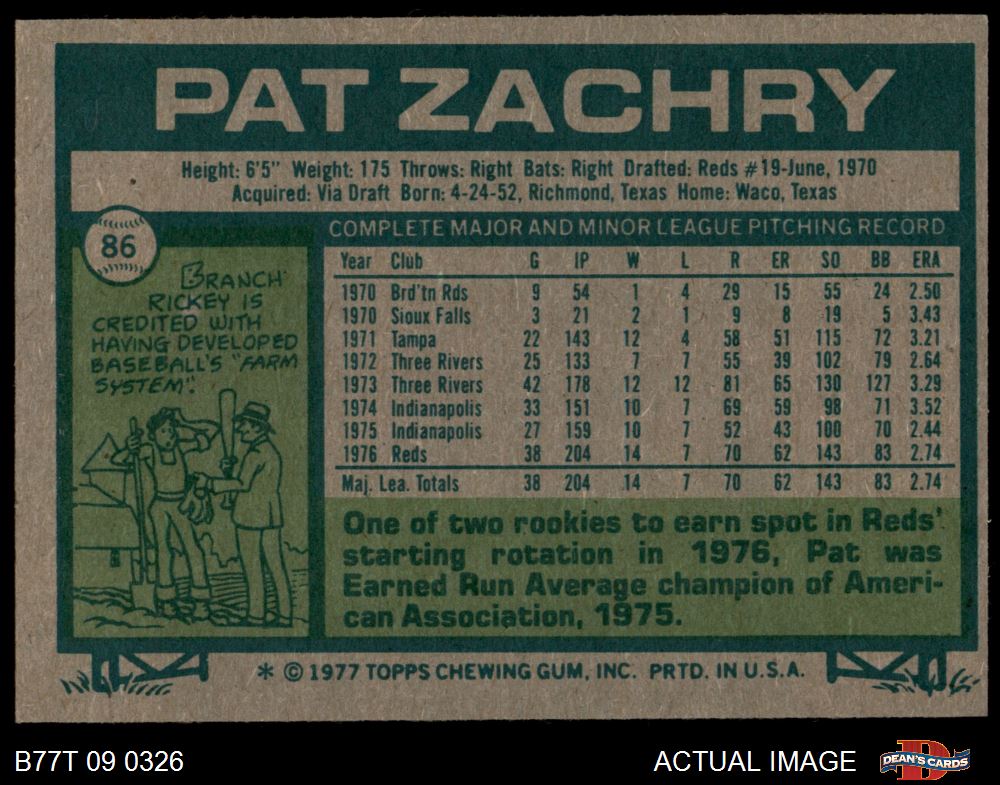 PAT ZACHRY
Height: 6'5" Weight: 175 Throws: Right Bats: Right Drafted: Reds #19-June, 1970
Acquired: Via Draft Born: 4-24-52, Richmond, Texas Home: Waco, Texas
86
BRANCH
RICKEY IS
CREDITED WITH
HAVING DEVELOPED
BASEBALL'S "FARM
SYSTEM".
COMPLETE MAJOR AND MINOR LEAGUE PITCHING RECORD
Year Club G IP W L R ER SO BB ERA
1970 Brd'tn Rds 9 54 1 4 29 15 55 24 2.50
1970 Sioux Falls 3 21 2 1 9 8 19 5 3.43
1971 Tampa 22 143 12 4 58 51 115 72 3.21
1972 Three Rivers 25 133 7 7 55 39 102 79 2.64
1973 Three Rivers 42 178 12 12 81 65 130 127 3.29
1974 Indianapolis 33 151 10 7 69 59 98 71 3.52
1975 Indianapolis 27 159 10 7 52 43 100 70 2.44
1976 Reds 38 204 14 7 70 62 143 83 2.74
Maj. Lea. Totals 38 204 14 7 70 62 143 83 2.74
One of two rookies to earn spot in Reds'
starting rotation in 1976, Pat was
Earned Run Average champion of Ameri-
can Association, 1975.
* © 1977 TOPPS CHEWING GUM, INC. PRTD. IN U.S.A.
B77T 09 0326
ACTUAL IMAGE
D
DEAN'S CARDS